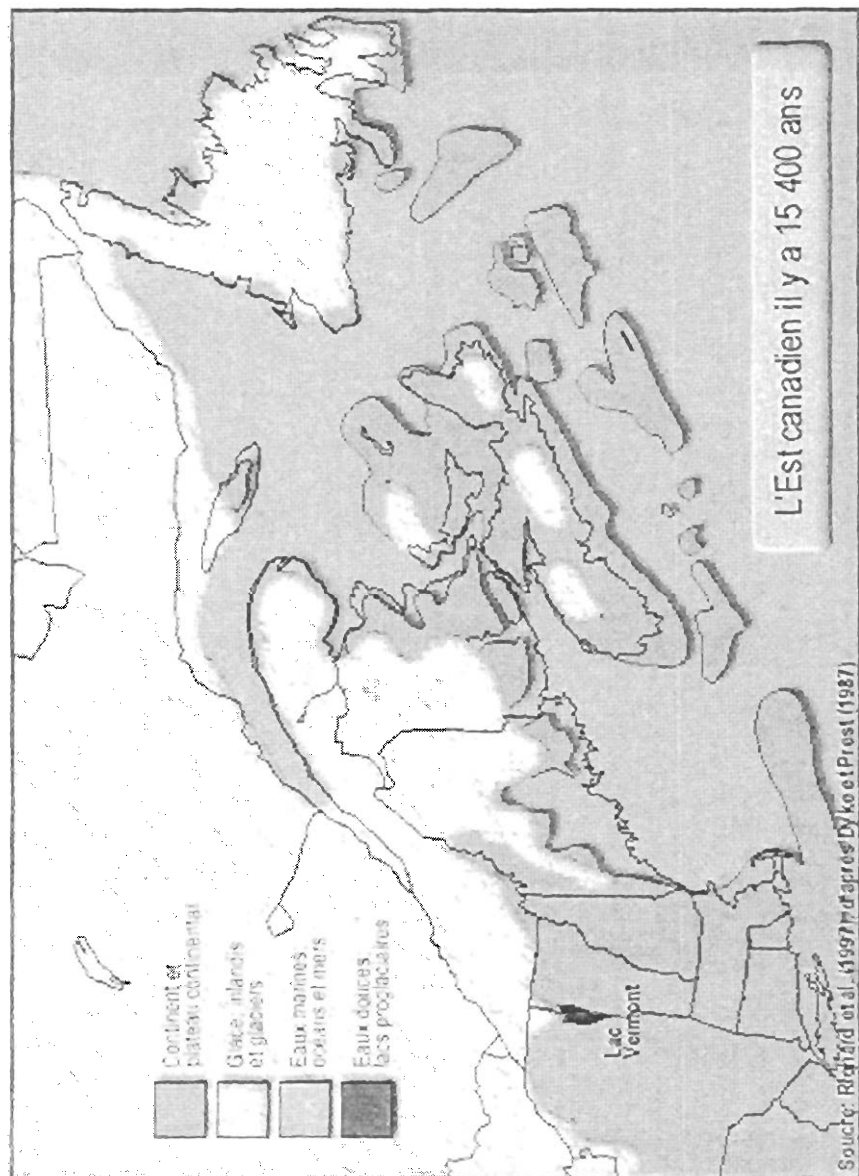 Continent et
plateau continental
Glace, inlandis
et glaciers
Eaux marines:
océans et mers
Eaux douces:
lacs proglaciaires
Lac
Vermont
L'Est canadien il y a 15 400 ans
Source: Richard et al. (1997) d'après Dyke et Prest (1987)